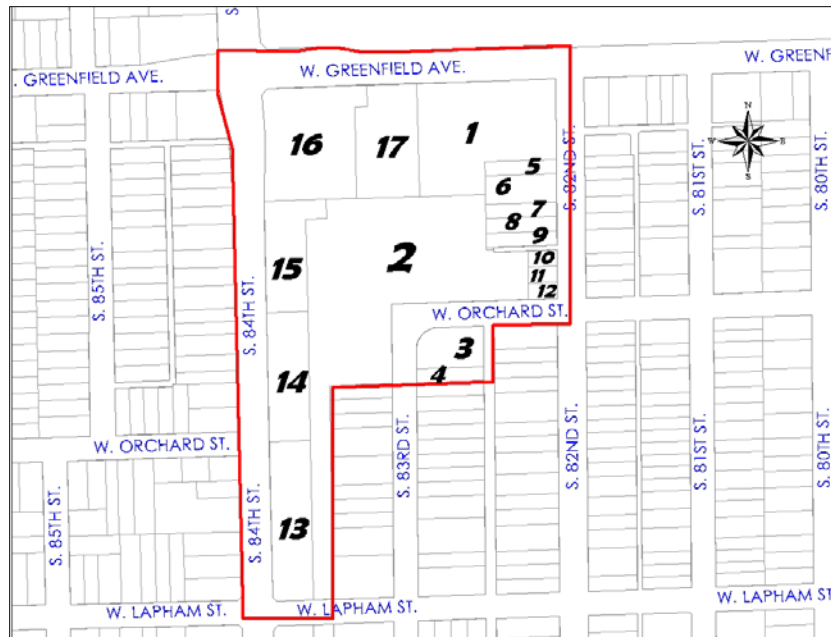 S.
. GREENFIELD AVE.
W. GREENFIELD AVE.
W. GREENF
N
W
E
S
16
17
1
5
6
7
8
9
10
11
12
2
15
14
13
3
4
S. 82ND ST.
S. 81ST ST.
S. 80TH ST.
S. 85TH ST.
S. 84TH ST.
W. ORCHARD ST.
W. ORCHARD ST.
S. 83RD ST.
S. 82ND ST.
S. 81ST ST.
S. 80TH ST.
S. 85TH ST.
S. 84TH ST.
W. LAPHAM ST.
W. LAPHAM ST.
W. LAPHAM ST.